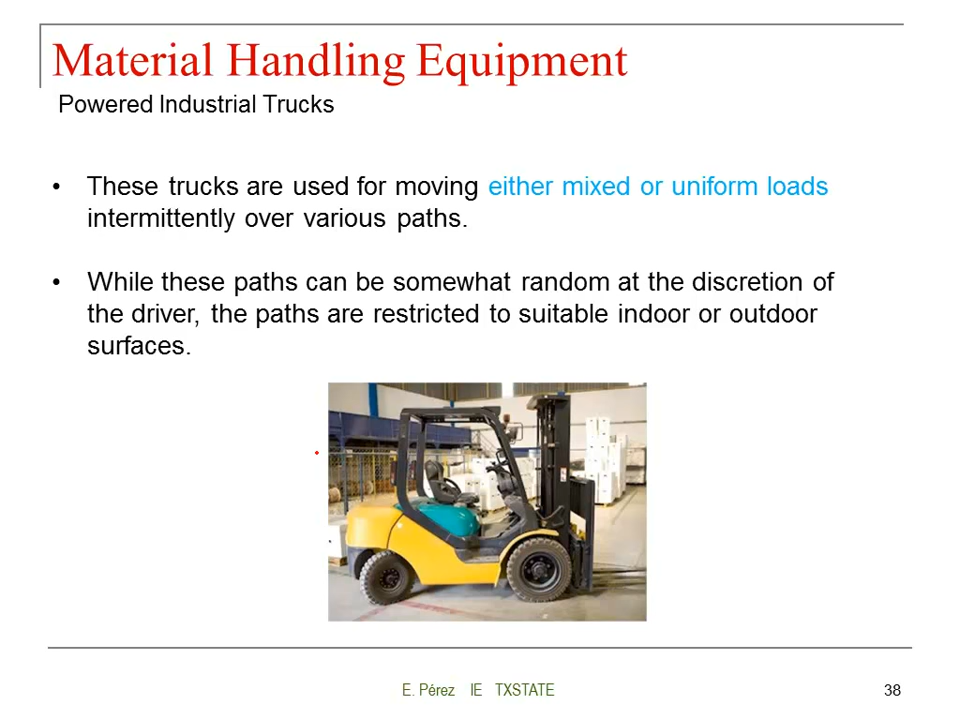 Material Handling Equipment
Powered Industrial Trucks
• These trucks are used for moving either mixed or uniform loads
intermittently over various paths.
• While these paths can be somewhat random at the discretion of
the driver, the paths are restricted to suitable indoor or outdoor
surfaces.
E. Pérez IE TXSTATE
38